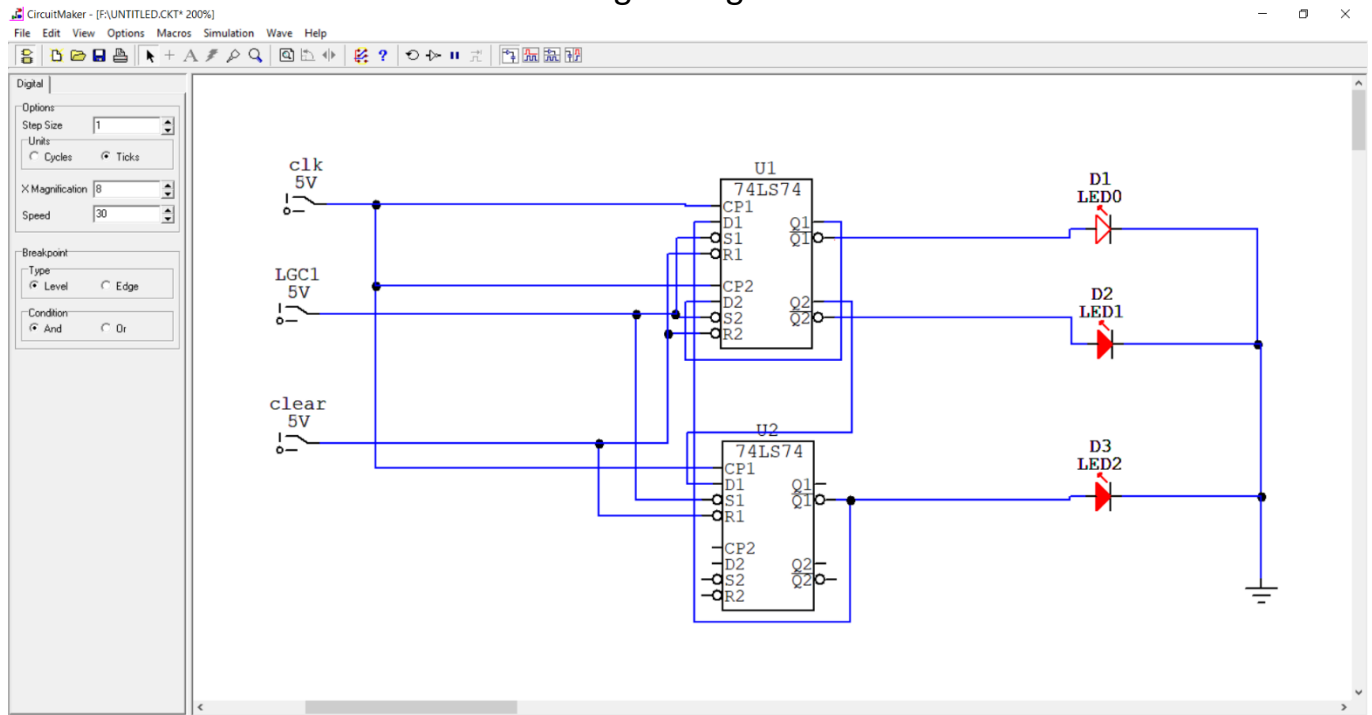 CircuitMaker - [F:\UNTITLED.CKT* 200%]
File Edit View Options Macros Simulation Wave Help
Digital
Options
Step Size 1
Units
Cycles Ticks
X Magnification 8
Speed 30
Breakpoint
Type
Level Edge
Condition
And Or
clk
5V
LGC1
5V
clear
5V
U1
74LS74
CP1
D1 Q1
S1 Q1
R1
CP2
D2 Q2
S2 Q2
R2
U2
74LS74
CP1
D1 Q1
S1 Q1
R1
CP2
D2 Q2
S2 Q2
R2
D1
LED0
D2
LED1
D3
LED2